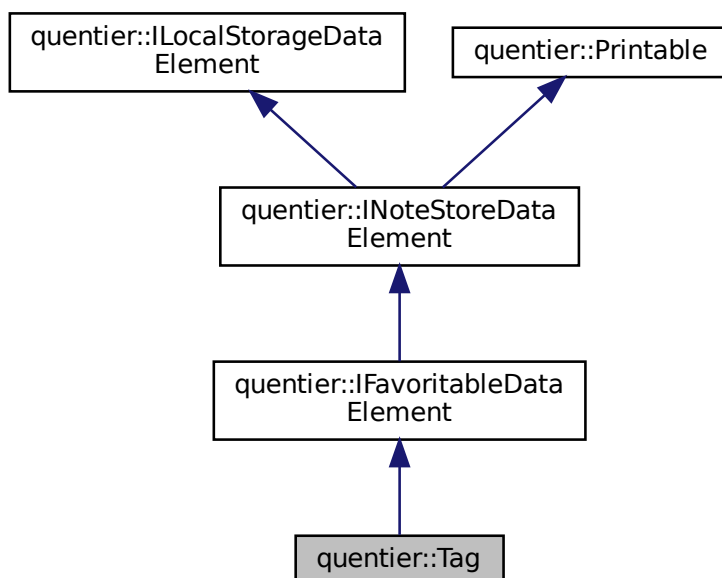 quentier::ILocalStorageData
Element
quentier::Printable
quentier::INoteStoreData
Element
quentier::IFavoritableData
Element
quentier::Tag